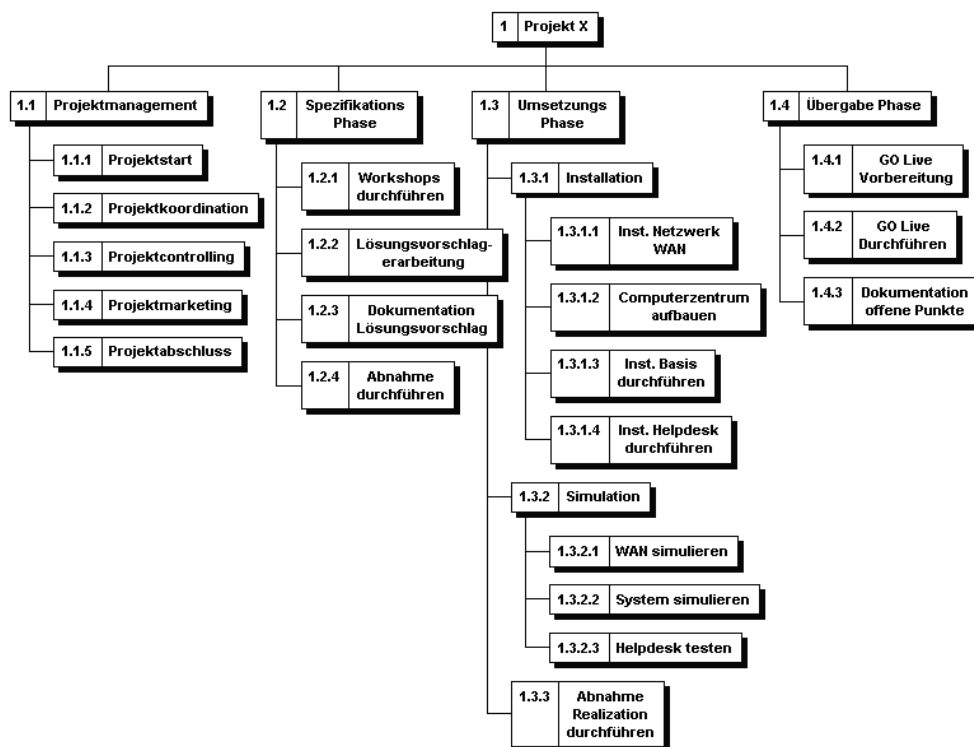 1 Projekt X
1.1 Projektmanagement
1.1.1 Projektstart
1.1.2 Projektkoordination
1.1.3 Projektcontrolling
1.1.4 Projektmarketing
1.1.5 Projektabschluss
1.2 Spezifikations
Phase
1.2.1 Workshops
durchführen
1.2.2 Lösungsvorschlag-
erarbeitung
1.2.3 Dokumentation
Lösungsvorschlag
1.2.4 Abnahme
durchführen
1.3 Umsetzungs
Phase
1.3.1 Installation
1.3.1.1 Inst. Netzwerk
WAN
1.3.1.2 Computerzentrum
aufbauen
1.3.1.3 Inst. Basis
durchführen
1.3.1.4 Inst. Helpdesk
durchführen
1.3.2 Simulation
1.3.2.1 WAN simulieren
1.3.2.2 System simulieren
1.3.2.3 Helpdesk testen
1.3.3 Abnahme
Realization
durchführen
1.4 Übergabe Phase
1.4.1 GO Live
Vorbereitung
1.4.2 GO Live
Durchführen
1.4.3 Dokumentation
offene Punkte